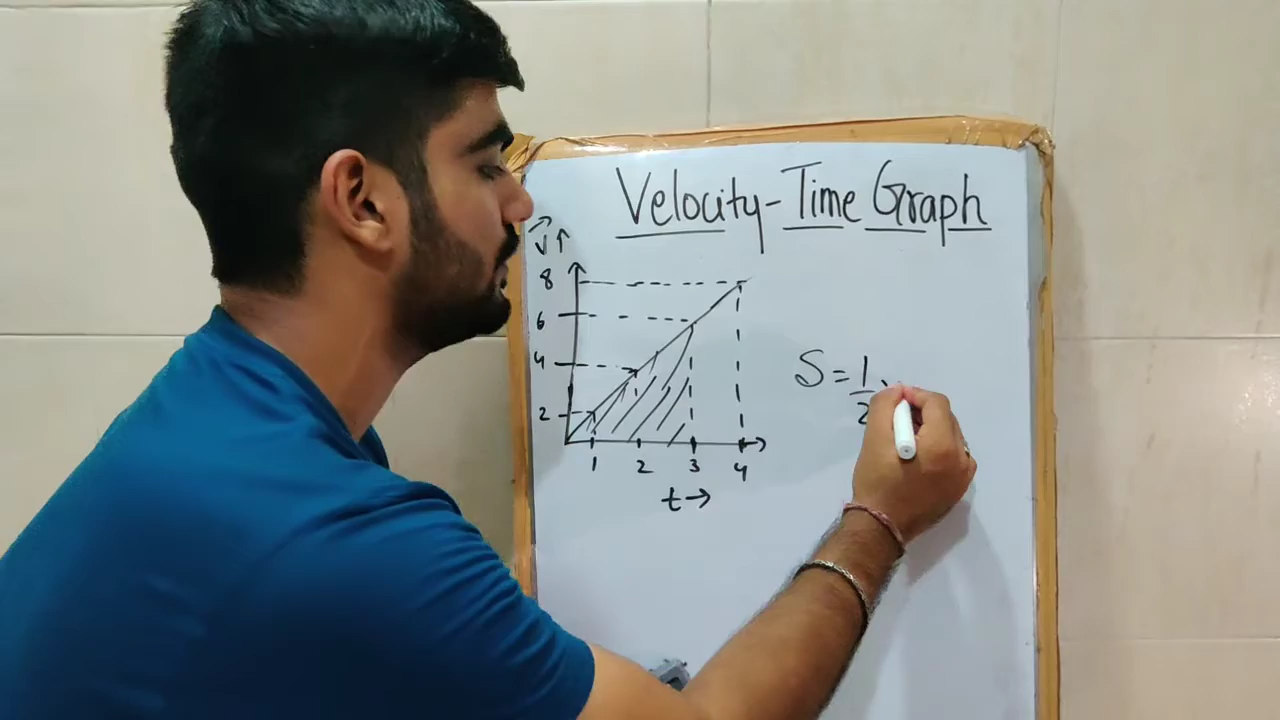 Velocity-Time Graph
V↑
8
6
4
2
1 2 3 4
t→
S=1/2